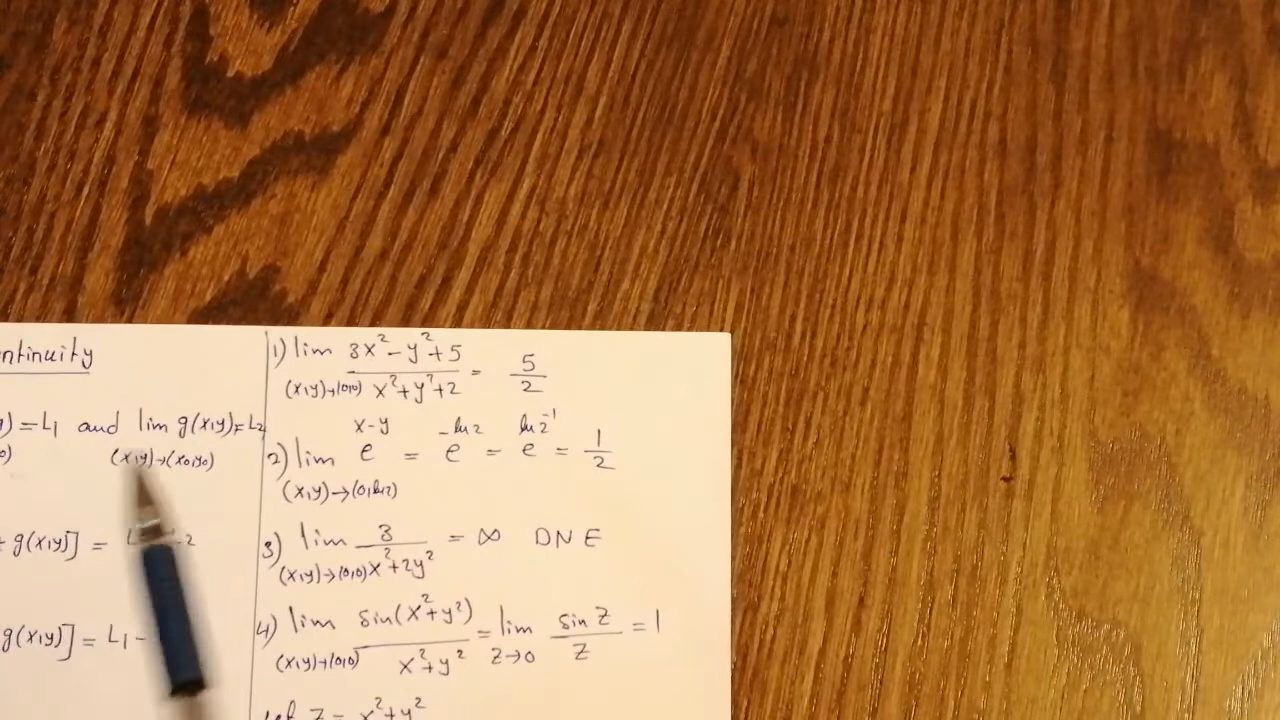 ntinuity
) = L₁ and lim g(x,y) = L₂
0) (x,y)→(x₀,y₀)
+ g(x,y)] =
g(x,y)] = L₁ -
1) lim 3x² - y² + 5 / x² + y² + 2 = 5/2
(x,y)→(0,0)
2) lim e^(x-y) = e^(-ln2) = e^(ln2⁻¹) = 1/2
(x,y)→(0,ln2)
3) lim 3 / x² + 2y² = ∞ DNE
(x,y)→(0,0)
4) lim sin(x² + y²) / x² + y² = lim sin z / z = 1
(x,y)→(0,0) z→0
let z = x² + y²